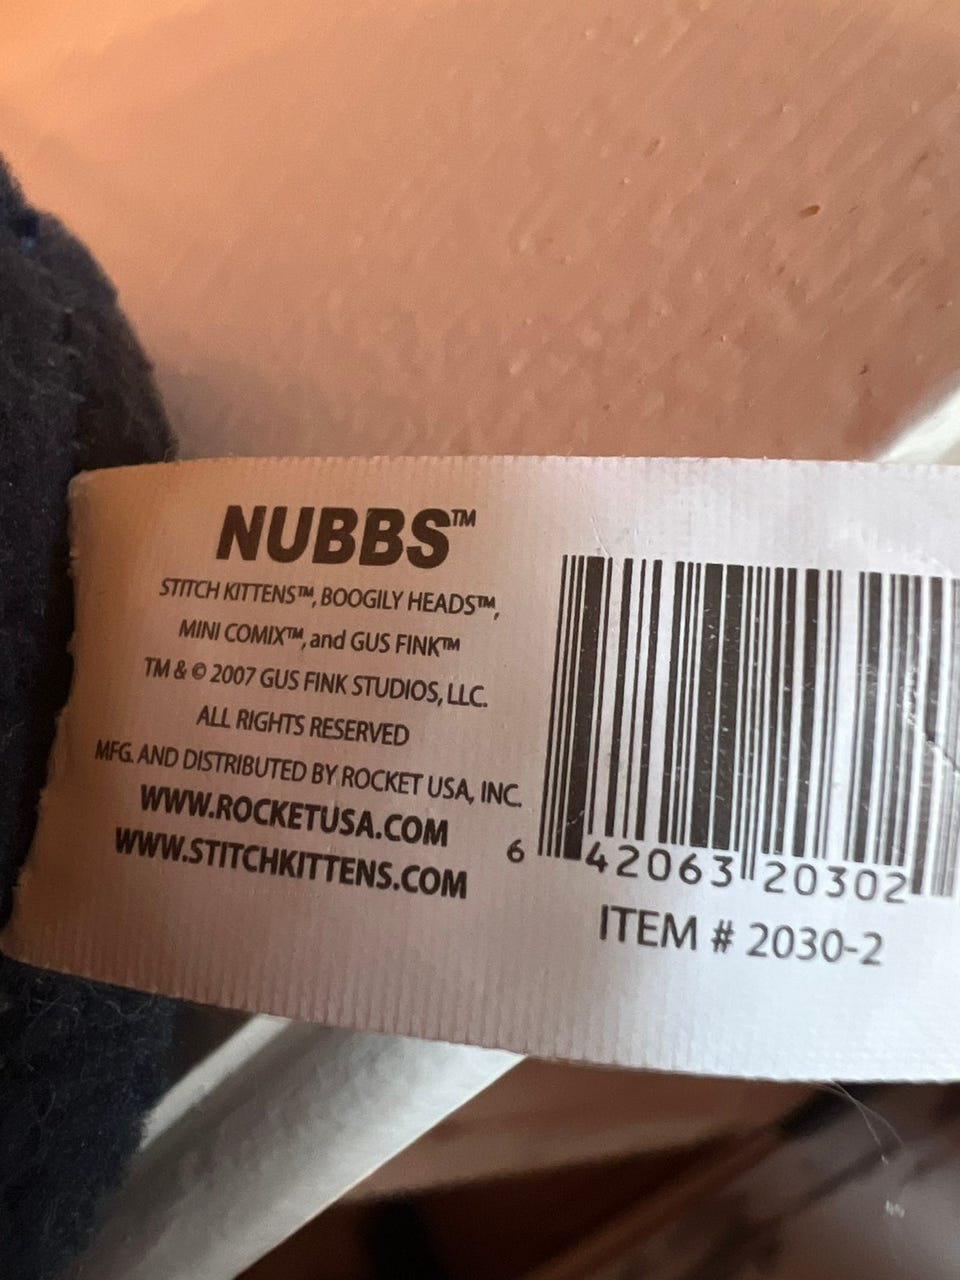 NUBBS™
STITCH KITTENS™, BOOGILY HEADS™,
MINI COMIX™, and GUS FINK™
TM & © 2007 GUS FINK STUDIOS, LLC.
ALL RIGHTS RESERVED
MFG. AND DISTRIBUTED BY ROCKET USA, INC.
WWW.ROCKETUSA.COM
WWW.STITCHKITTENS.COM
6 42063 20302
ITEM # 2030-2